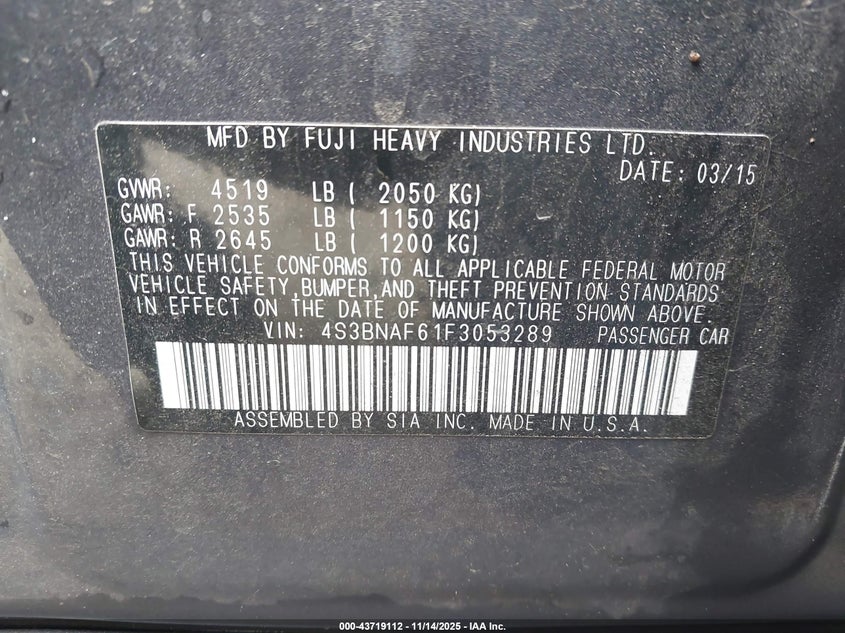 MFD BY FUJI HEAVY INDUSTRIES LTD.
DATE: 03/15
GVWR: 4519 LB ( 2050 KG)
GAWR: F 2535 LB ( 1150 KG)
GAWR: R 2645 LB ( 1200 KG)
THIS VEHICLE CONFORMS TO ALL APPLICABLE FEDERAL MOTOR
VEHICLE SAFETY,BUMPER,AND THEFT PREVENTION STANDARDS
IN EFFECT ON THE DATE OF MANUFACTURE SHOWN ABOVE.
VIN: 4S3BNAF61F3053289 PASSENGER CAR
ASSEMBLED BY SIA INC. MADE IN U.S.A.
000-43719112 - 11/14/2025 - IAA Inc.